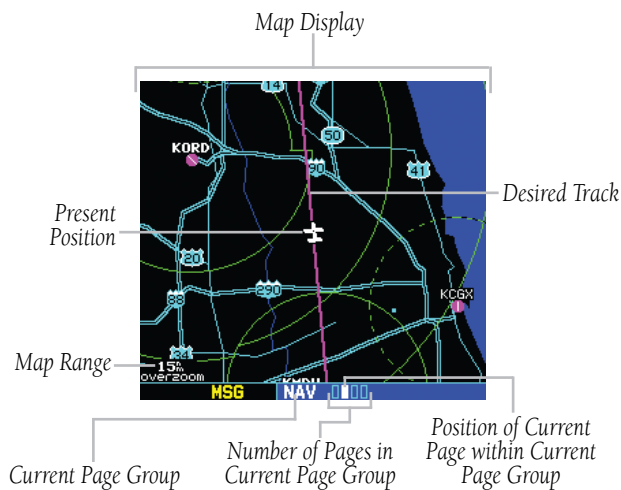 Map Display
14
KORD
50
90
41
Desired Track
Present
Position
20
290
KCGX
88
34
Map Range
15
overzoom
MSG
NAV
Current Page Group
Number of Pages in
Current Page Group
Position of Current
Page within Current
Page Group